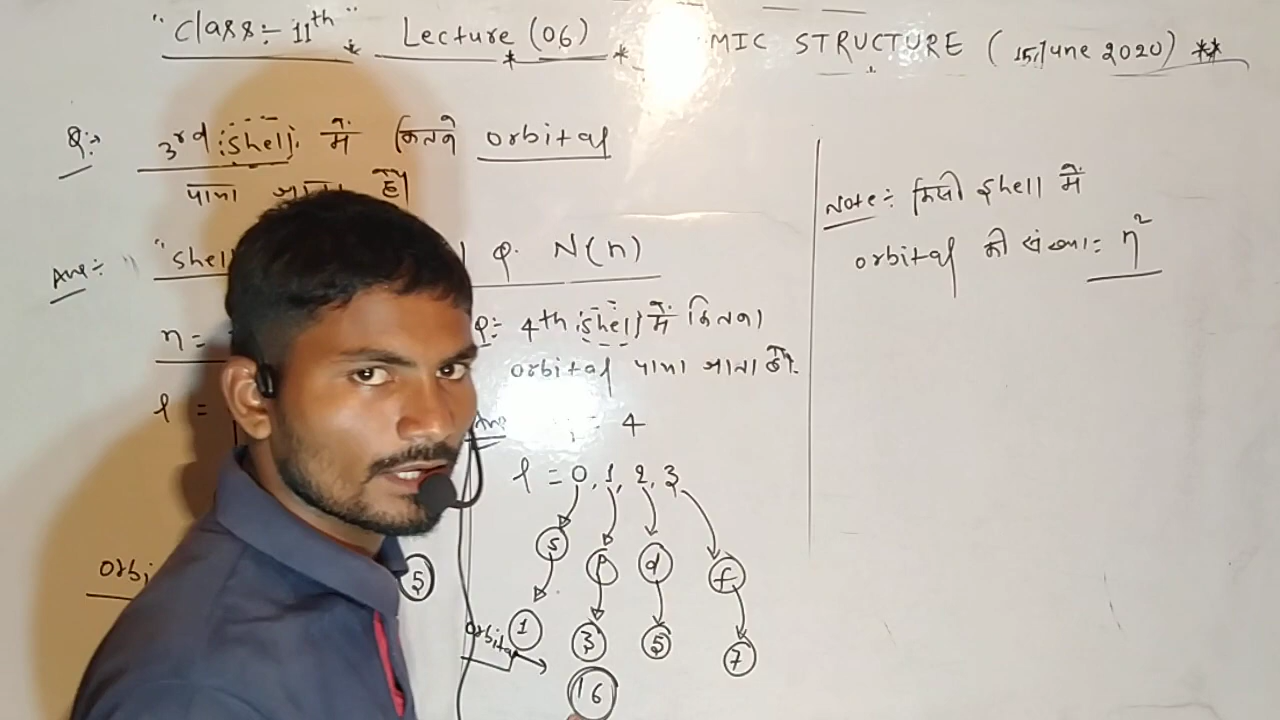 "Class:- 11th" Lecture (06) MIC STRUCTURE (15, June 2020) **
Q:→ 3rd shell में कितने orbital
पाया जाता है।
Ans:- "shell Q. N(n)
n =
l =
5
Q:- 4th shell में कितना
orbital पाया जाता है.
Ans = 4
l = 0, 1, 2, 3
s p d f
orbital 1 3 5 7
16
Note:- किसी shell में
orbital की संख्या = n²